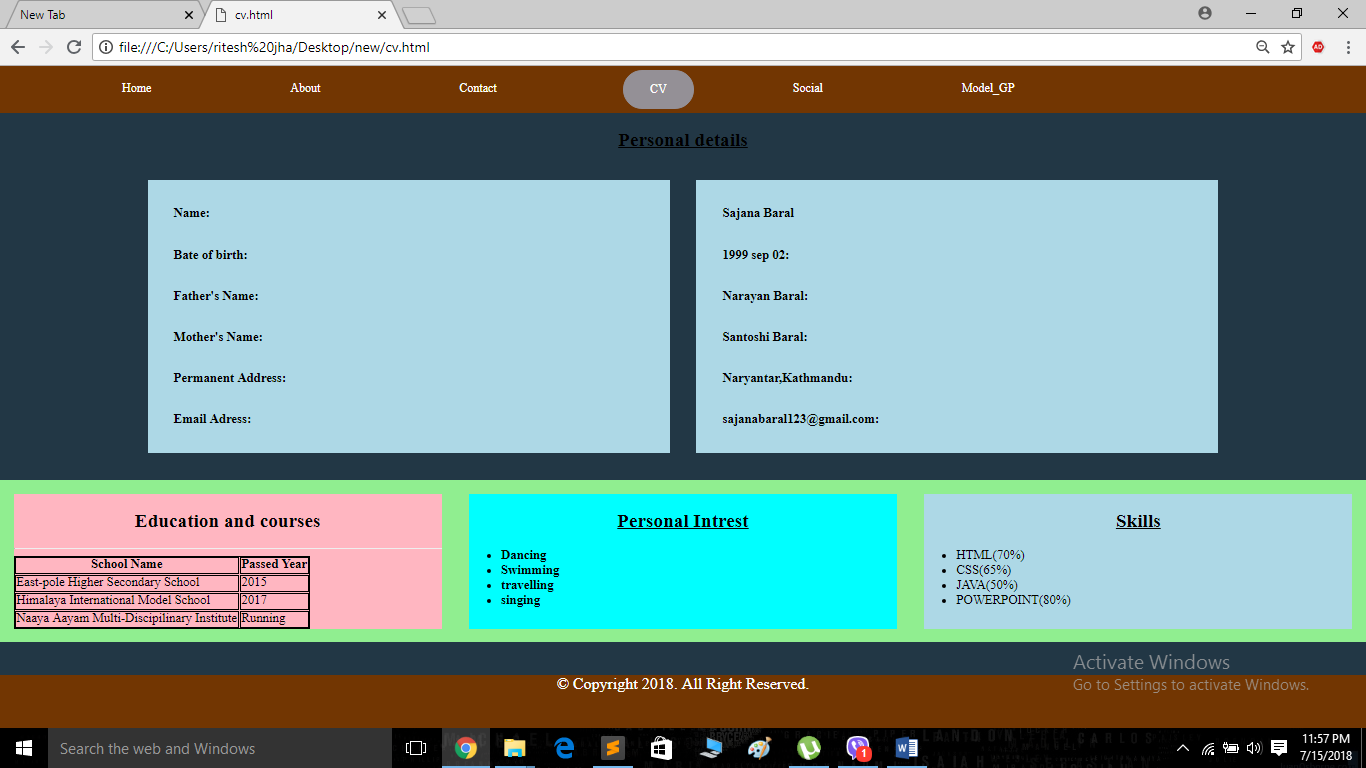 New Tab
cv.html
file:///C:/Users/ritesh%20jha/Desktop/new/cv.html
Home About Contact CV Social Model_GP
Personal details
Name: Sajana Baral
Bate of birth: 1999 sep 02:
Father's Name: Narayan Baral:
Mother's Name: Santoshi Baral:
Permanent Address: Naryantar,Kathmandu:
Email Adress: sajanabaral123@gmail.com:
Education and courses
School Name Passed Year
East-pole Higher Secondary School 2015
Himalaya International Model School 2017
Naaya Aayam Multi-Discipilinary Institute Running
Personal Intrest
Dancing
Swimming
travelling
singing
Skills
HTML(70%)
CSS(65%)
JAVA(50%)
POWERPOINT(80%)
Activate Windows
Go to Settings to activate Windows.
© Copyright 2018. All Right Reserved.
Search the web and Windows
1
11:57 PM
7/15/2018